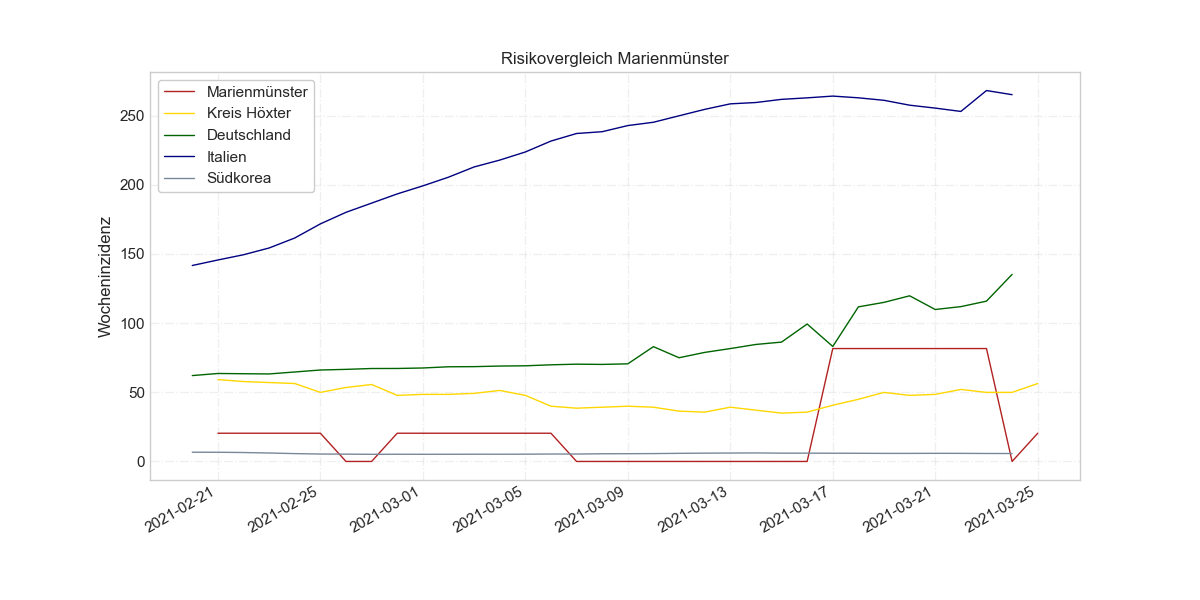 Risikovergleich Marienmünster
Marienmünster
Kreis Höxter
Deutschland
Italien
Südkorea
Wocheninzidenz
250
200
150
100
50
0
2021-02-21
2021-02-25
2021-03-01
2021-03-05
2021-03-09
2021-03-13
2021-03-17
2021-03-21
2021-03-25